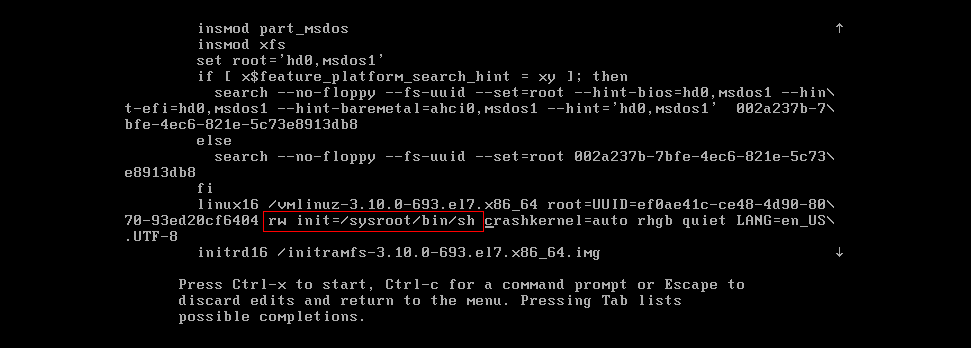 insmod part_msdos
insmod xfs
set root='hd0,msdos1'
if [ x$feature_platform_search_hint = xy ]; then
search --no-floppy --fs-uuid --set=root --hint-bios=hd0,msdos1 --hin\
t-efi=hd0,msdos1 --hint-baremetal=ahci0,msdos1 --hint='hd0,msdos1'  002a237b-7\
bfe-4ec6-821e-5c73e8913db8
else
search --no-floppy --fs-uuid --set=root 002a237b-7bfe-4ec6-821e-5c73\
e8913db8
fi
linux16 /vmlinuz-3.10.0-693.el7.x86_64 root=UUID=ef0ae41c-ce48-4d90-80\
70-93ed20cf6404 rw init=/sysroot/bin/sh crashkernel=auto rhgb quiet LANG=en_US\
.UTF-8
initrd16 /initramfs-3.10.0-693.el7.x86_64.img
Press Ctrl-x to start, Ctrl-c for a command prompt or Escape to
discard edits and return to the menu. Pressing Tab lists
possible completions.